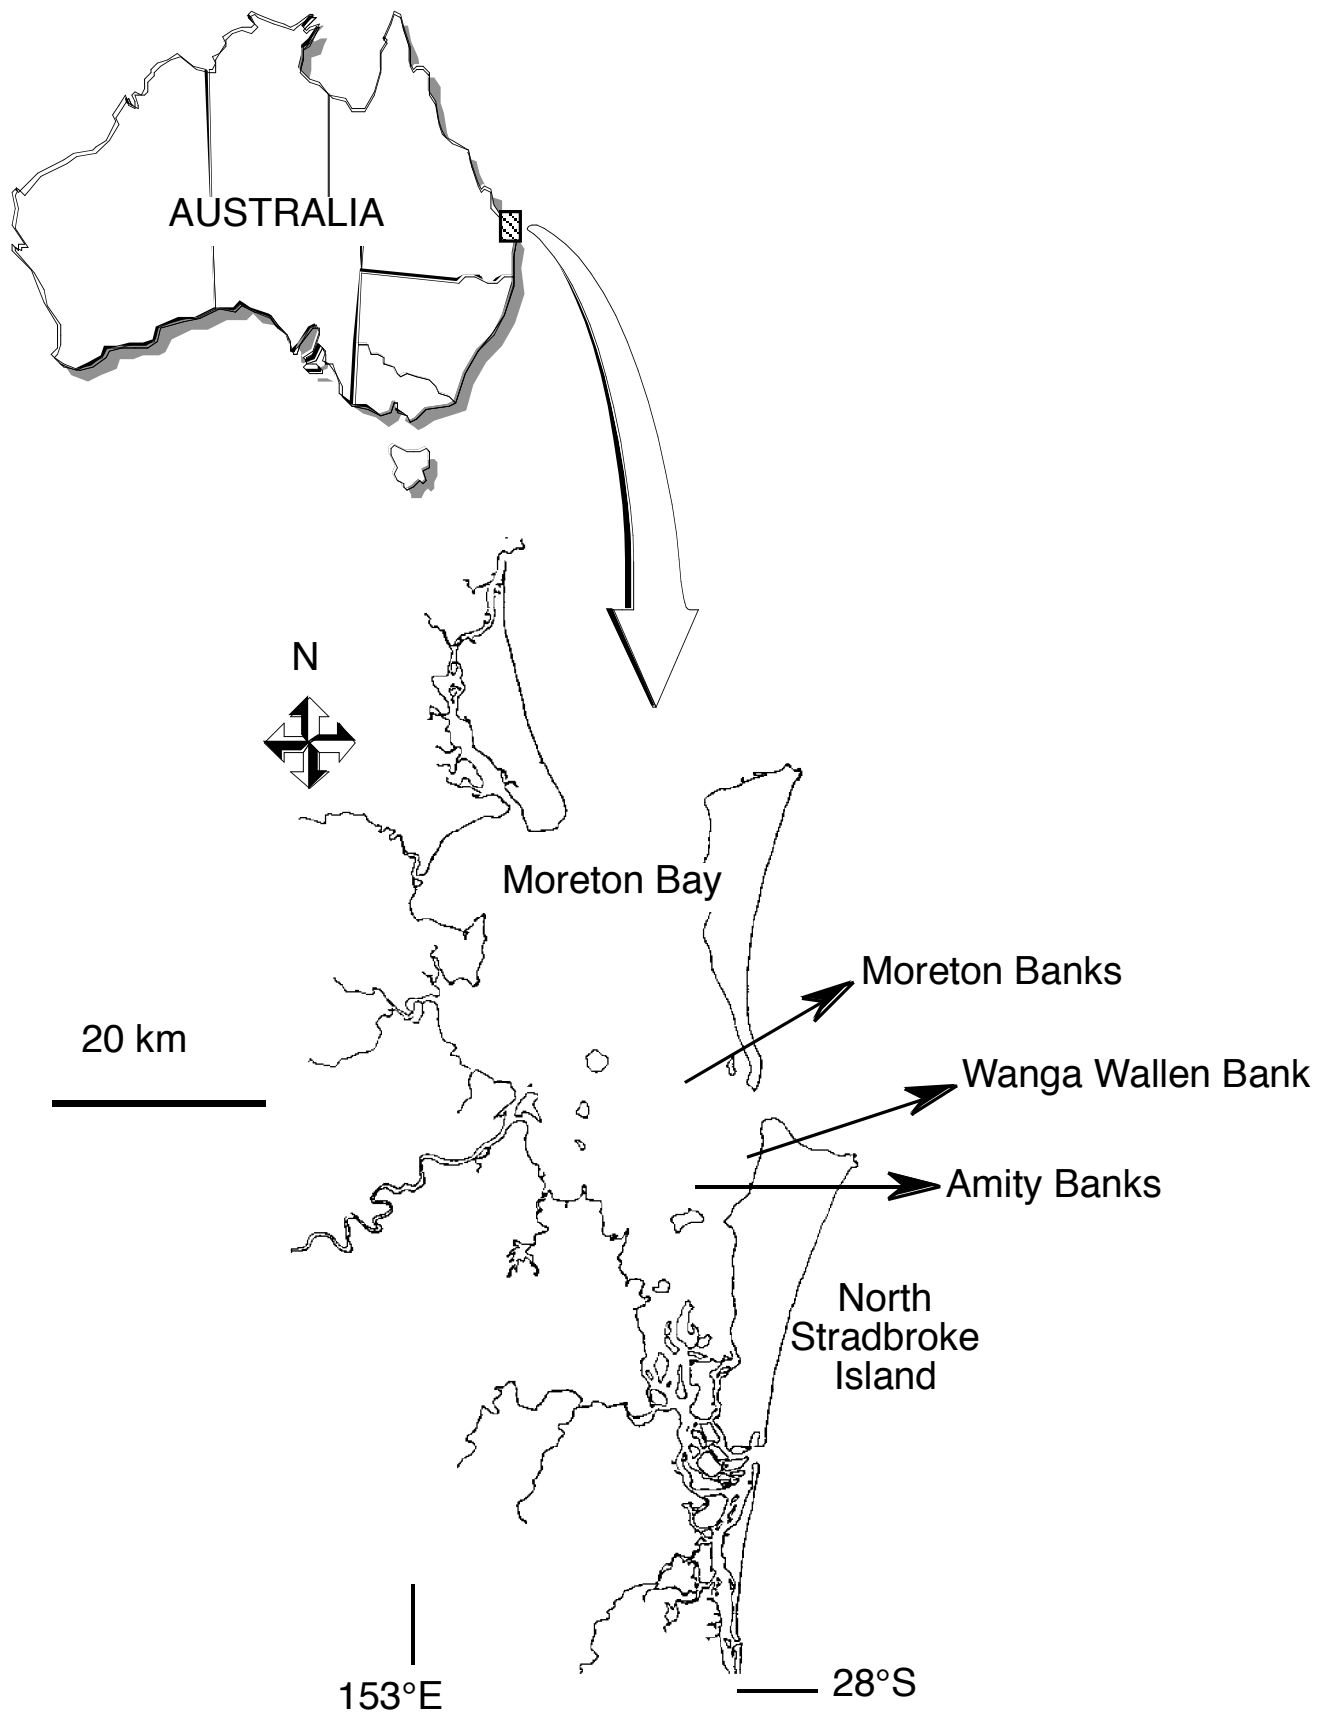 AUSTRALIA
N
Moreton Bay
Moreton Banks
20 km
Wanga Wallen Bank
Amity Banks
North
Stradbroke
Island
153°E
28°S